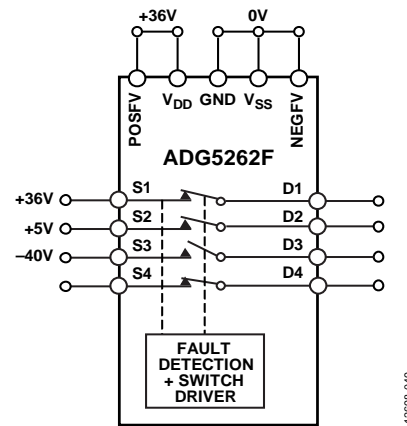 +36V 0V
POSFV VDD GND VSS NEGFV
ADG5262F
+36V S1 D1
+5V S2 D2
–40V S3 D3
S4 D4
FAULT
DETECTION
+ SWITCH
DRIVER